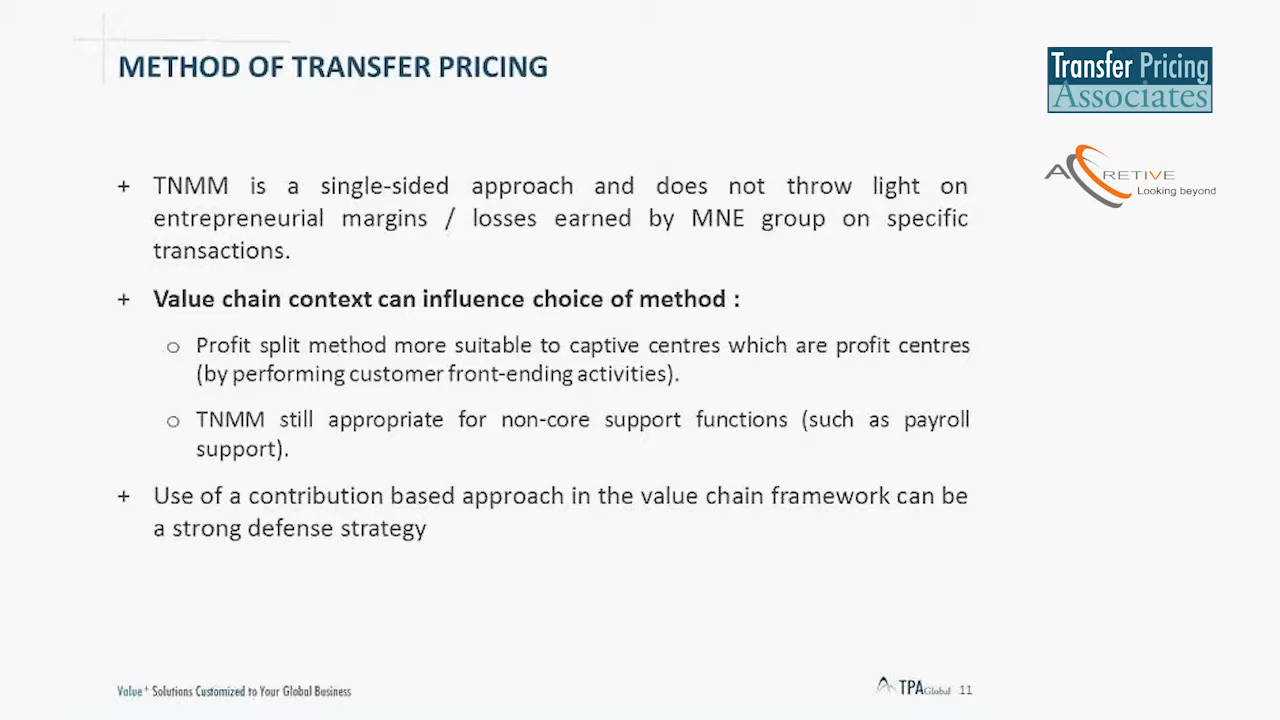 METHOD OF TRANSFER PRICING
Transfer Pricing
Associates
ACCRETIVE
Looking beyond
+ TNMM is a single-sided approach and does not throw light on
entrepreneurial margins / losses earned by MNE group on specific
transactions.
+ Value chain context can influence choice of method :
o Profit split method more suitable to captive centres which are profit centres
(by performing customer front-ending activities).
o TNMM still appropriate for non-core support functions (such as payroll
support).
+ Use of a contribution based approach in the value chain framework can be
a strong defense strategy
Value+ Solutions Customized to Your Global Business
TPA Global 11